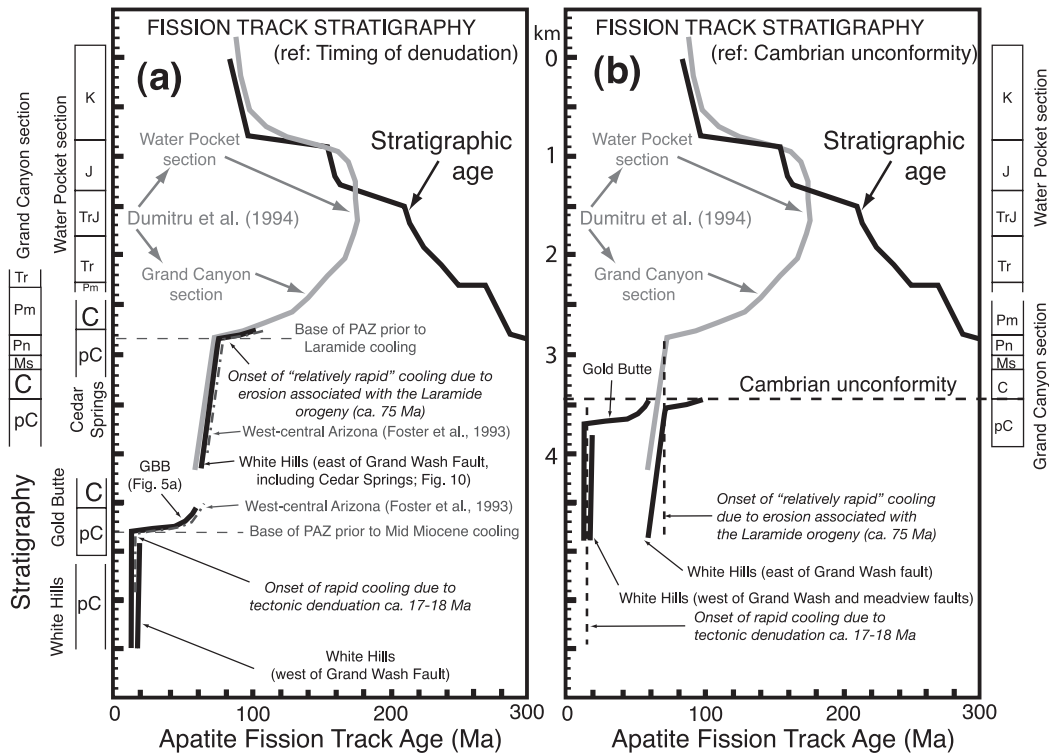 FISSION TRACK STRATIGRAPHY
(ref: Timing of denudation)
(a)
Grand Canyon section
Water Pocket section
K
J
TrJ
Tr
Pm
C
pC
Cedar
Springs
Tr
Pm
Pn
Ms
C
pC
Stratigraphy
Gold Butte
C
pC
White Hills
pC
Water Pocket
section
Stratigraphic
age
Dumitru et al. (1994)
Grand Canyon
section
Base of PAZ prior to
Laramide cooling
Onset of "relatively rapid" cooling due to
erosion associated with the Laramide
orogeny (ca. 75 Ma)
West-central Arizona (Foster et al., 1993)
White Hills (east of Grand Wash Fault,
including Cedar Springs; Fig. 10)
GBB
(Fig. 5a)
West-central Arizona (Foster et al., 1993)
Base of PAZ prior to Mid Miocene cooling
Onset of rapid cooling due to
tectonic denduation ca. 17-18 Ma
White Hills
(west of Grand Wash Fault)
0 100 200 300
Apatite Fission Track Age (Ma)
km
0
1
2
3
4
FISSION TRACK STRATIGRAPHY
(ref: Cambrian unconformity)
(b)
Water Pocket
section
Stratigraphic
age
Dumitru et al. (1994)
Grand Canyon
section
Gold Butte
Cambrian unconformity
Onset of "relatively rapid" cooling
due to erosion associated with
the Laramide orogeny (ca. 75 Ma)
White Hills (east of Grand Wash fault)
White Hills (west of Grand Wash and meadview faults)
Onset of rapid cooling due to
tectonic denudation ca. 17-18 Ma
0 100 200 300
Apatite Fission Track Age (Ma)
K
J
TrJ
Tr
Pm
Pn
Ms
C
pC
Water Pocket section
Grand Canyon section